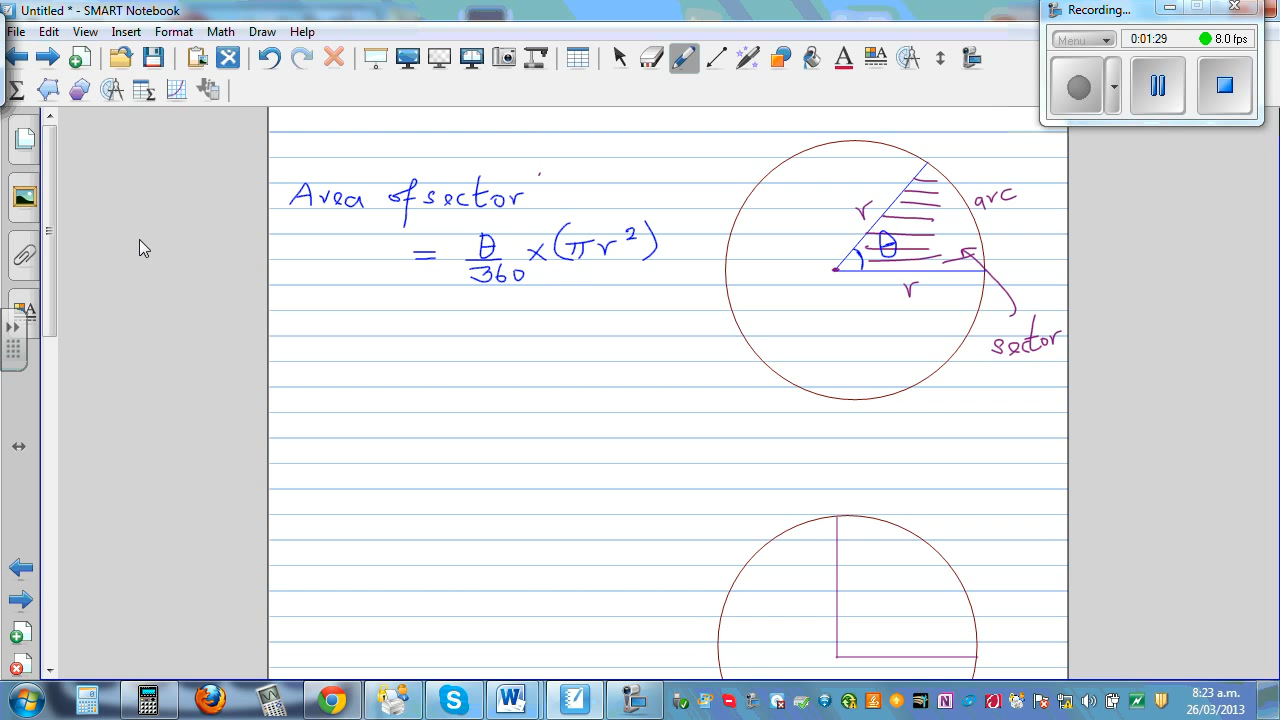 Untitled * - SMART Notebook
Recording...
File Edit View Insert Format Math Draw Help
Menu
0:01:29
8.0 fps
Area of sector
= θ/360 × (πr²)
r
θ
r
arc
sector
8:23 a.m.
26/03/2013